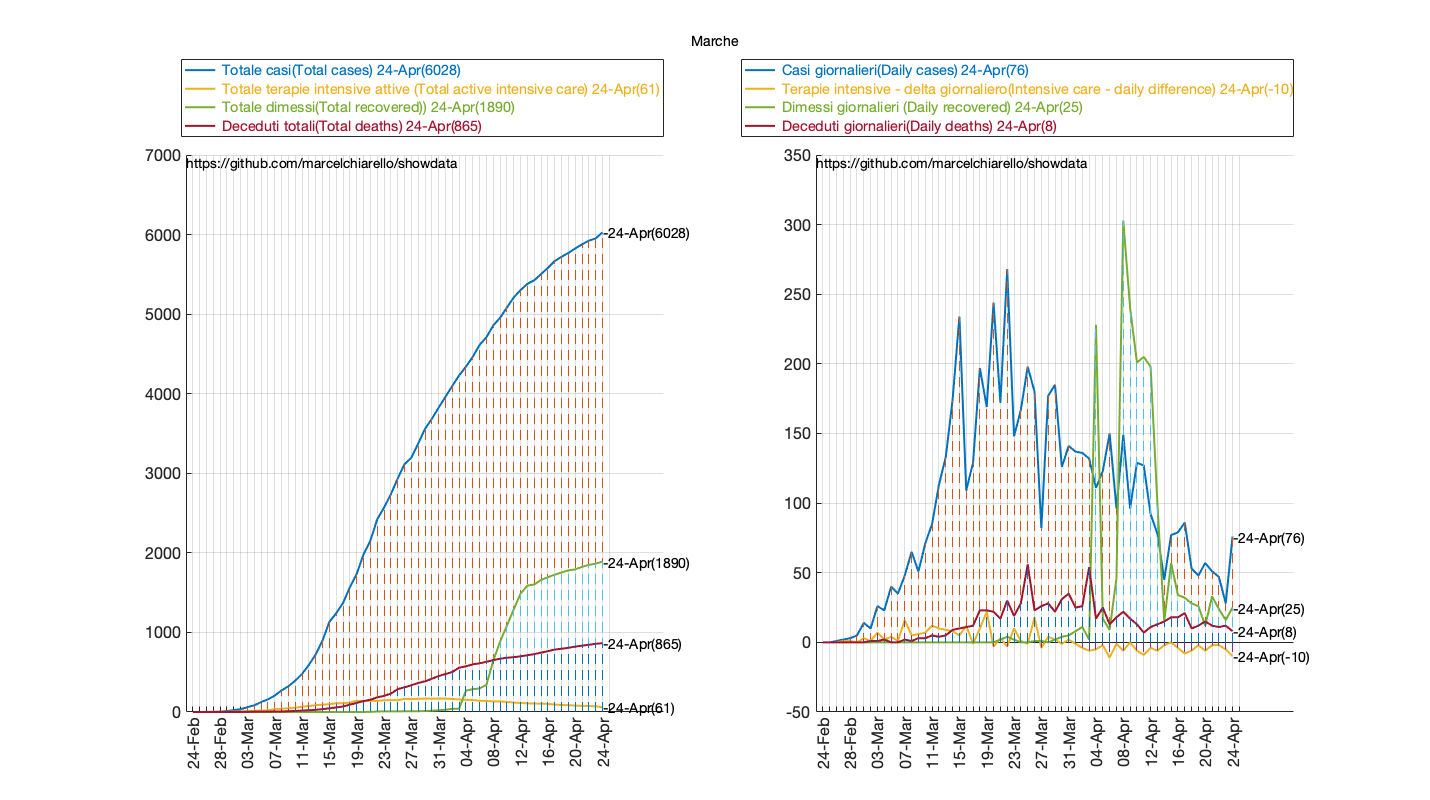 Marche
Totale casi(Total cases) 24-Apr(6028)
Totale terapie intensive attive (Total active intensive care) 24-Apr(61)
Totale dimessi(Total recovered)) 24-Apr(1890)
Deceduti totali(Total deaths) 24-Apr(865)
https://github.com/marcelchiarello/showdata
7000
6000
5000
4000
3000
2000
1000
0
-24-Apr(6028)
-24-Apr(1890)
-24-Apr(865)
-24-Apr(61)
24-Feb
28-Feb
03-Mar
07-Mar
11-Mar
15-Mar
19-Mar
23-Mar
27-Mar
31-Mar
04-Apr
08-Apr
12-Apr
16-Apr
20-Apr
24-Apr
Casi giornalieri(Daily cases) 24-Apr(76)
Terapie intensive - delta giornaliero(Intensive care - daily difference) 24-Apr(-10)
Dimessi giornalieri (Daily recovered) 24-Apr(25)
Deceduti giornalieri(Daily deaths) 24-Apr(8)
https://github.com/marcelchiarello/showdata
350
300
250
200
150
100
50
0
-50
-24-Apr(76)
-24-Apr(25)
-24-Apr(8)
-24-Apr(-10)
24-Feb
28-Feb
03-Mar
07-Mar
11-Mar
15-Mar
19-Mar
23-Mar
27-Mar
31-Mar
04-Apr
08-Apr
12-Apr
16-Apr
20-Apr
24-Apr